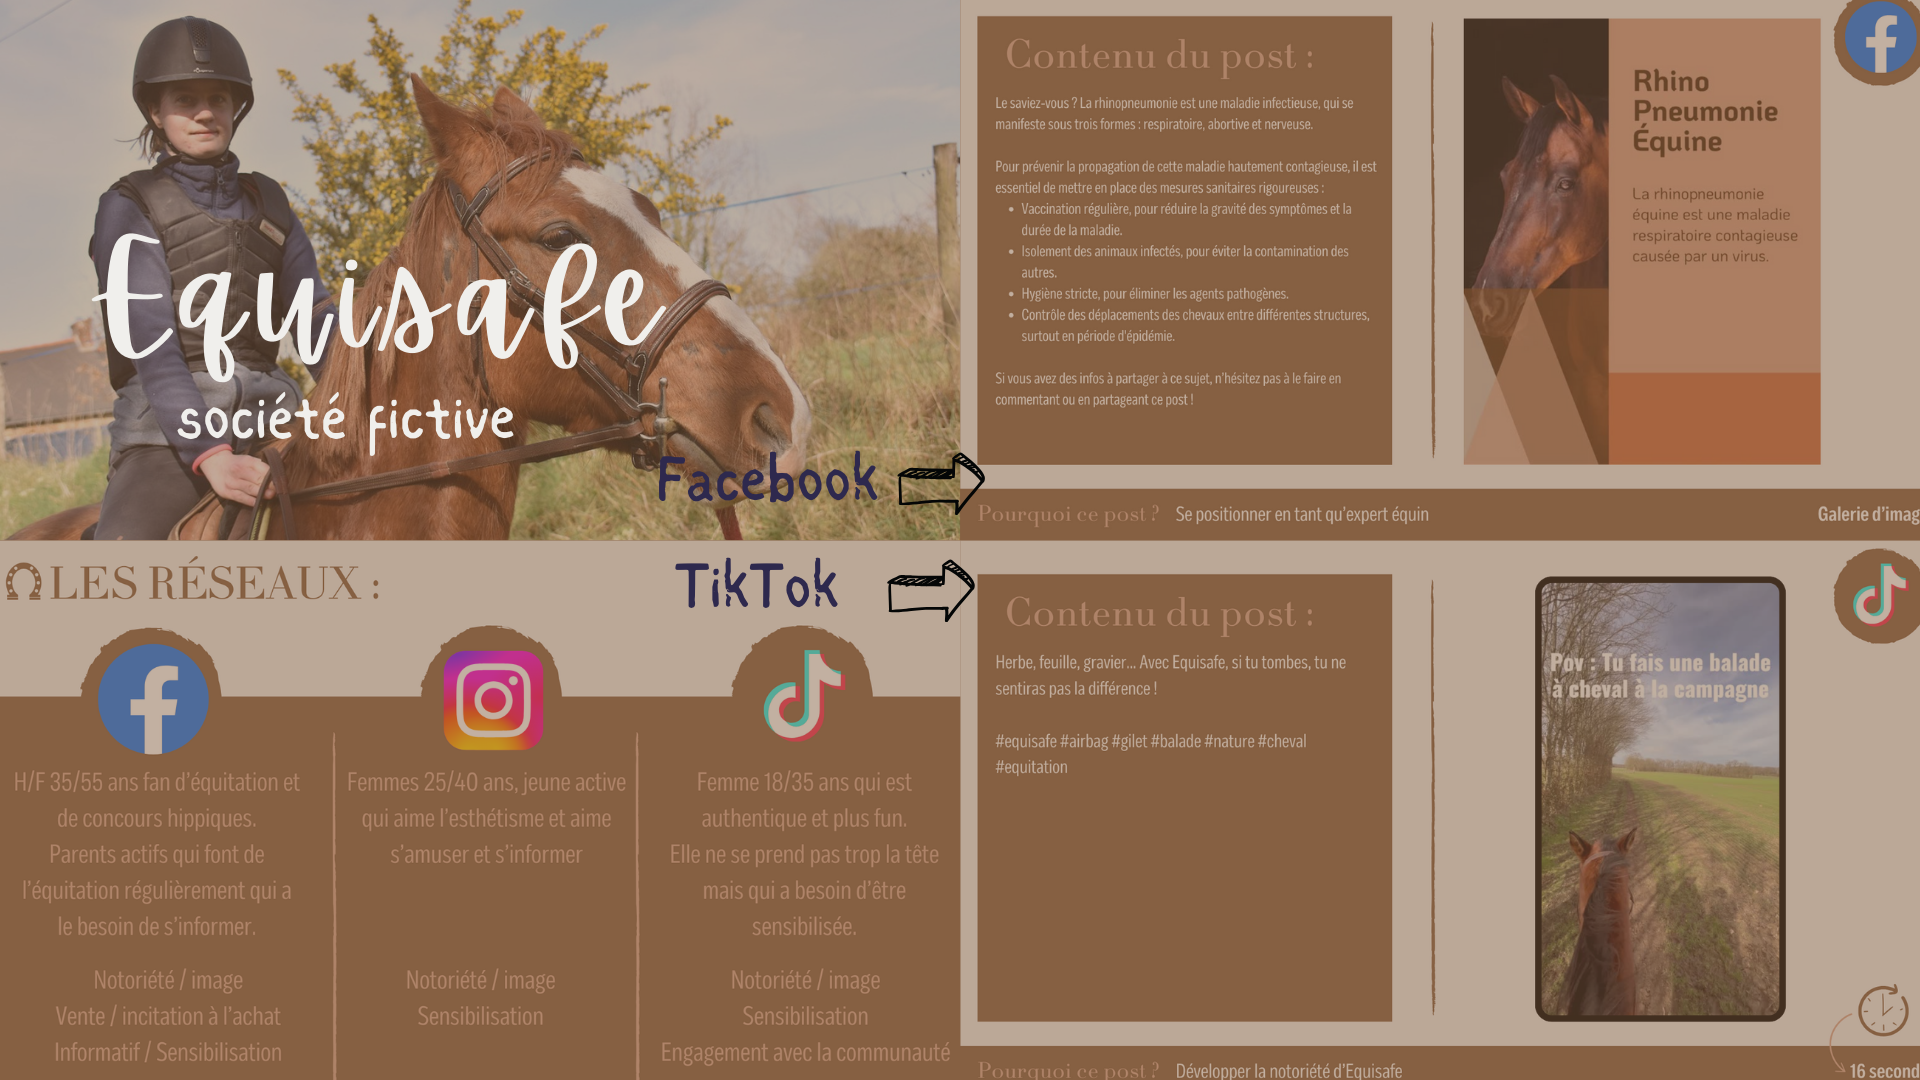 Equisafe
société fictive
Facebook
Contenu du post :
Le saviez-vous ? La rhinopneumonie est une maladie infectieuse, qui se
manifeste sous trois formes : respiratoire, abortive et nerveuse.
Pour prévenir la propagation de cette maladie hautement contagieuse, il est
essentiel de mettre en place des mesures sanitaires rigoureuses :
• Vaccination régulière, pour réduire la gravité des symptômes et la
durée de la maladie.
• Isolement des animaux infectés, pour éviter la contamination des
autres.
• Hygiène stricte, pour éliminer les agents pathogènes.
• Contrôle des déplacements des chevaux entre différentes structures,
surtout en période d'épidémie.
Si vous avez des infos à partager à ce sujet, n'hésitez pas à le faire en
commentant ou en partageant ce post !
Rhino
Pneumonie
Équine
La rhinopneumonie
équine est une maladie
respiratoire contagieuse
causée par un virus.
Pourquoi ce post ? Se positionner en tant qu'expert équin
Galerie d'imag
LES RÉSEAUX :
TikTok
H/F 35/55 ans fan d'équitation et
de concours hippiques.
Parents actifs qui font de
l'équitation régulièrement qui a
le besoin de s'informer.
Notoriété / image
Vente / incitation à l'achat
Informatif / Sensibilisation
Femmes 25/40 ans, jeune active
qui aime l'esthétisme et aime
s'amuser et s'informer
Notoriété / image
Sensibilisation
Femme 18/35 ans qui est
authentique et plus fun.
Elle ne se prend pas trop la tête
mais qui a besoin d'être
sensibilisée.
Notoriété / image
Sensibilisation
Engagement avec la communauté
Contenu du post :
Herbe, feuille, gravier... Avec Equisafe, si tu tombes, tu ne
sentiras pas la différence !
#equisafe #airbag #gilet #balade #nature #cheval
#equitation
Pov : Tu fais une balade
à cheval à la campagne
Pourquoi ce post ? Développer la notoriété d'Equisafe
16 second